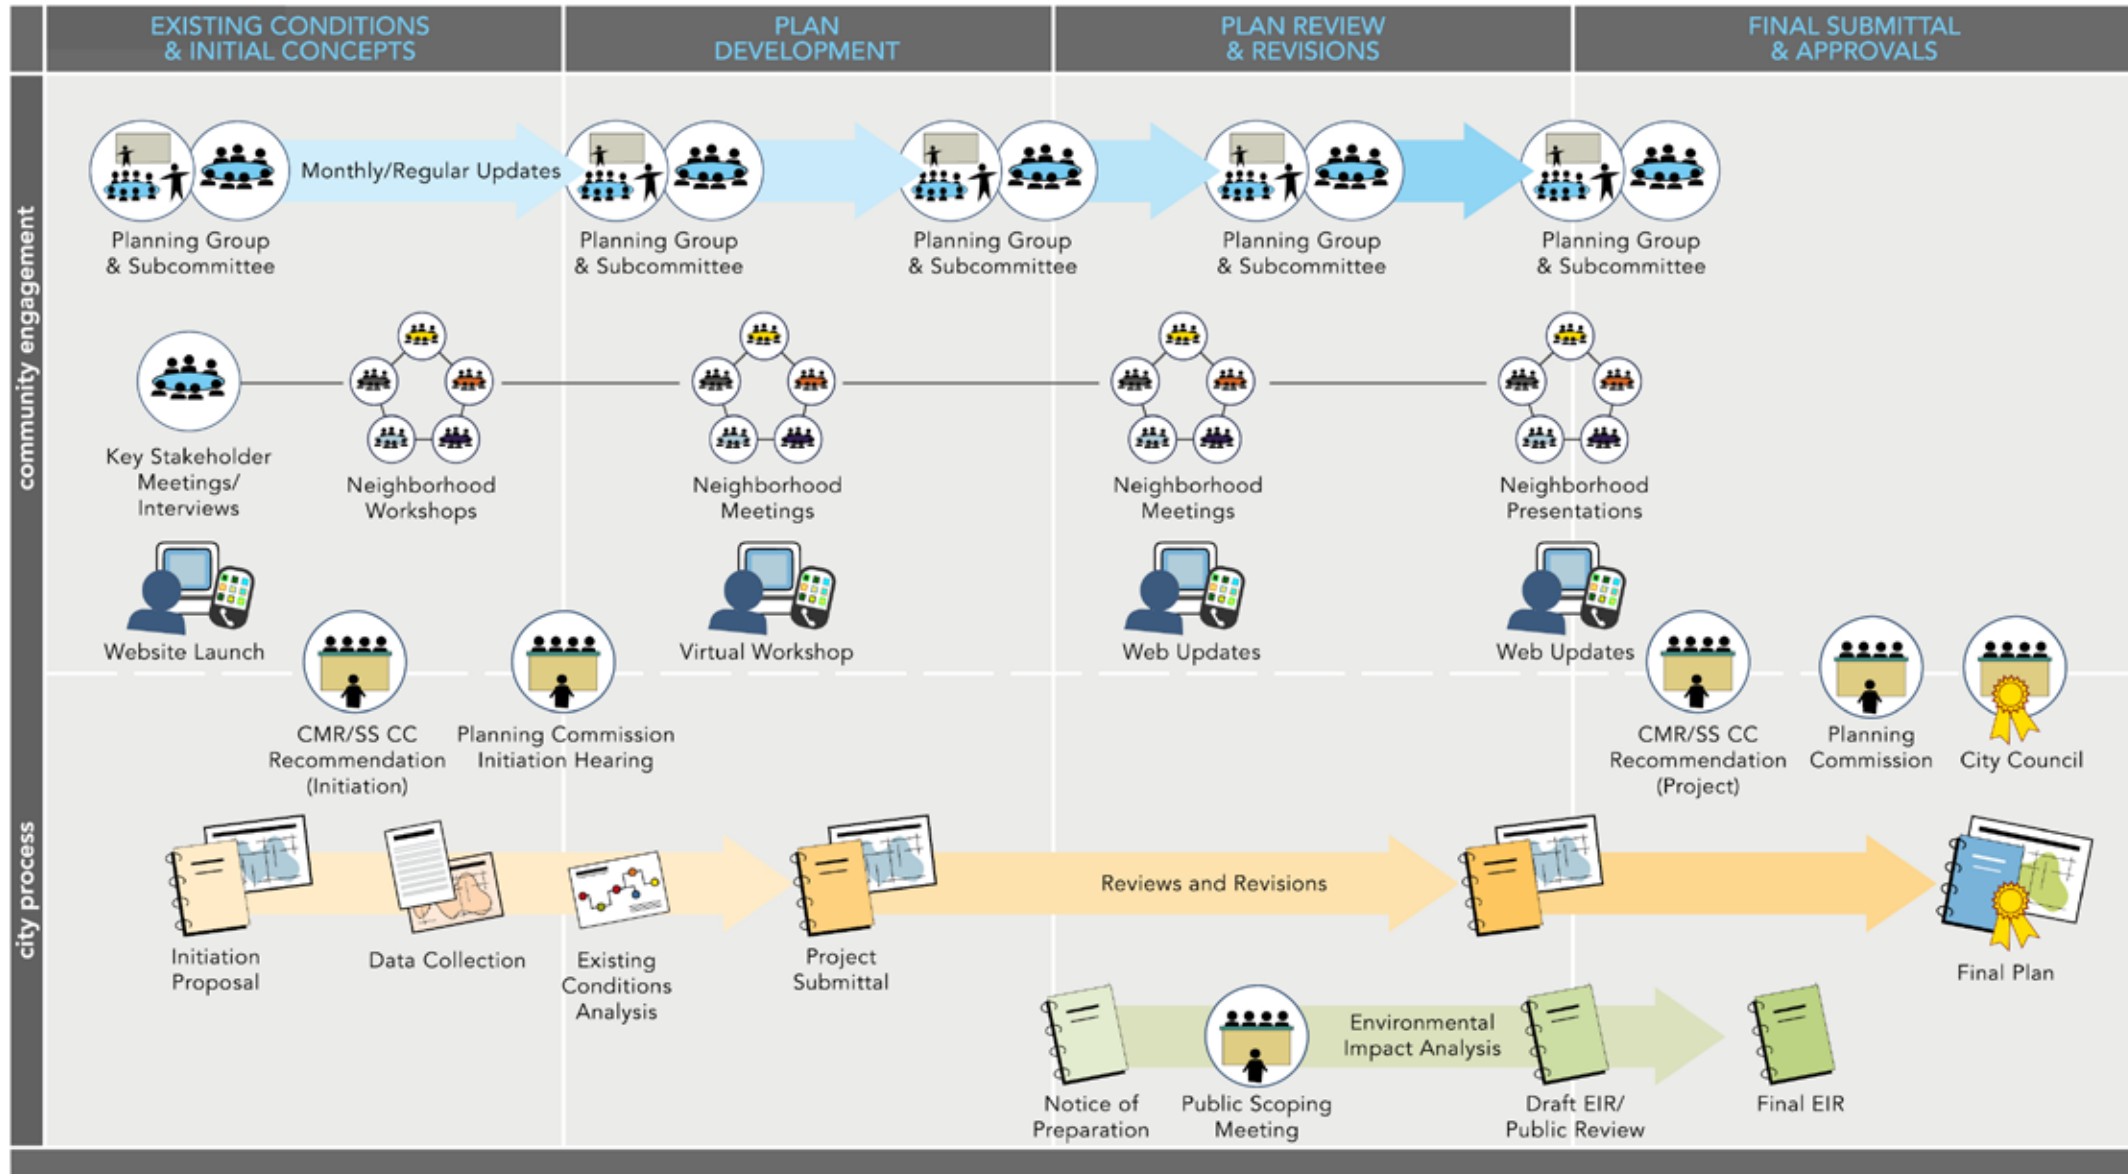 EXISTING CONDITIONS
& INITIAL CONCEPTS
PLAN
DEVELOPMENT
PLAN REVIEW
& REVISIONS
FINAL SUBMITTAL
& APPROVALS
community engagement
Monthly/Regular Updates
Planning Group
& Subcommittee
Planning Group
& Subcommittee
Planning Group
& Subcommittee
Planning Group
& Subcommittee
Planning Group
& Subcommittee
Key Stakeholder
Meetings/
Interviews
Neighborhood
Workshops
Neighborhood
Meetings
Neighborhood
Meetings
Neighborhood
Presentations
Website Launch
Virtual Workshop
Web Updates
Web Updates
city process
CMR/SS CC
Recommendation
(Initiation)
Planning Commission
Initiation Hearing
CMR/SS CC
Recommendation
(Project)
Planning
Commission
City Council
Reviews and Revisions
Initiation
Proposal
Data Collection
Existing
Conditions
Analysis
Project
Submittal
Final Plan
Environmental
Impact Analysis
Notice of
Preparation
Public Scoping
Meeting
Draft EIR/
Public Review
Final EIR